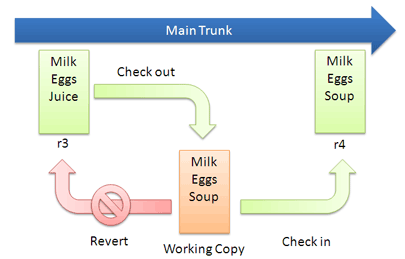 Main Trunk
Milk
Eggs
Juice
Check out
Milk
Eggs
Soup
r3
r4
Milk
Eggs
Soup
Revert
Working Copy
Check in